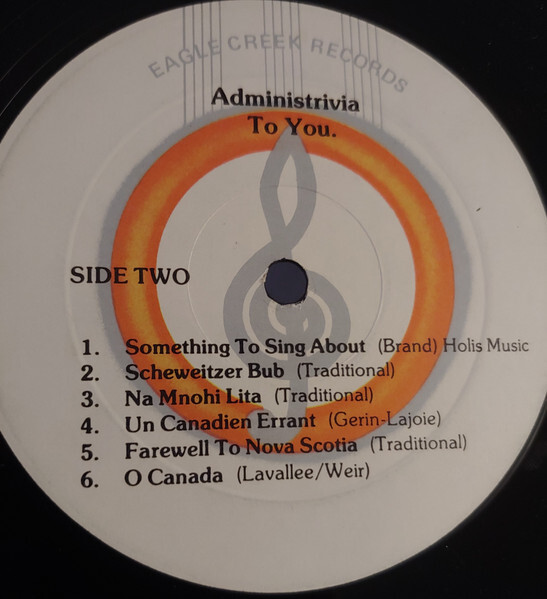 EAGLE CREEK RECORDS
Administrivia
To You.
SIDE TWO
1. Something To Sing About (Brand) Holis Music
2. Scheweitzer Bub (Traditional)
3. Na Mnohi Lita (Traditional)
4. Un Canadien Errant (Gerin-Lajoie)
5. Farewell To Nova Scotia (Traditional)
6. O Canada (Lavallee/Weir)